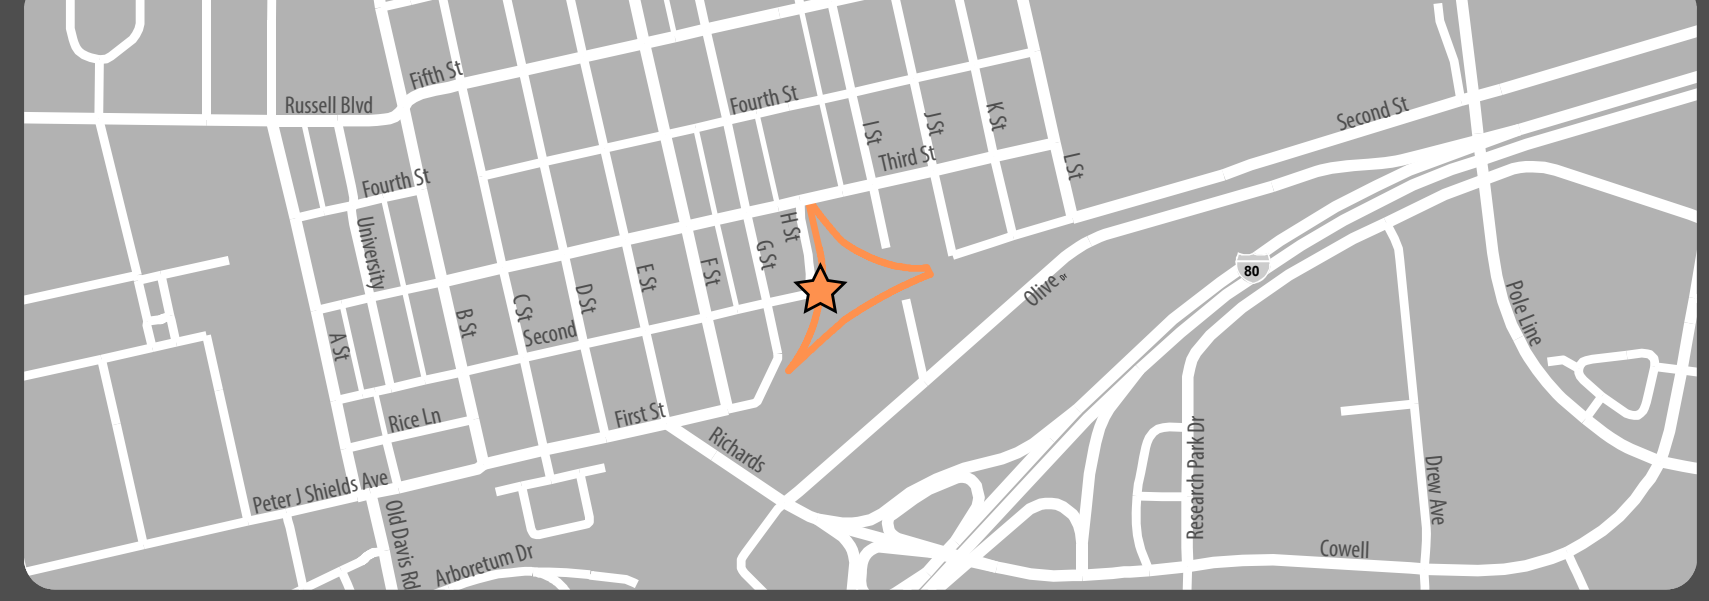 Fifth St
Russell Blvd
Fourth St
Second St
K St
J St
I St
Third St
L St
Fourth St
University
H St
G St
F St
E St
D St
C St
B St
A St
Second
80
Olive Dr
Pole Line
First St
Rice Ln
Richards
Research Park Dr
Drew Ave
Peter J Shields Ave
Old Davis Rd
Arboretum Dr
Cowell